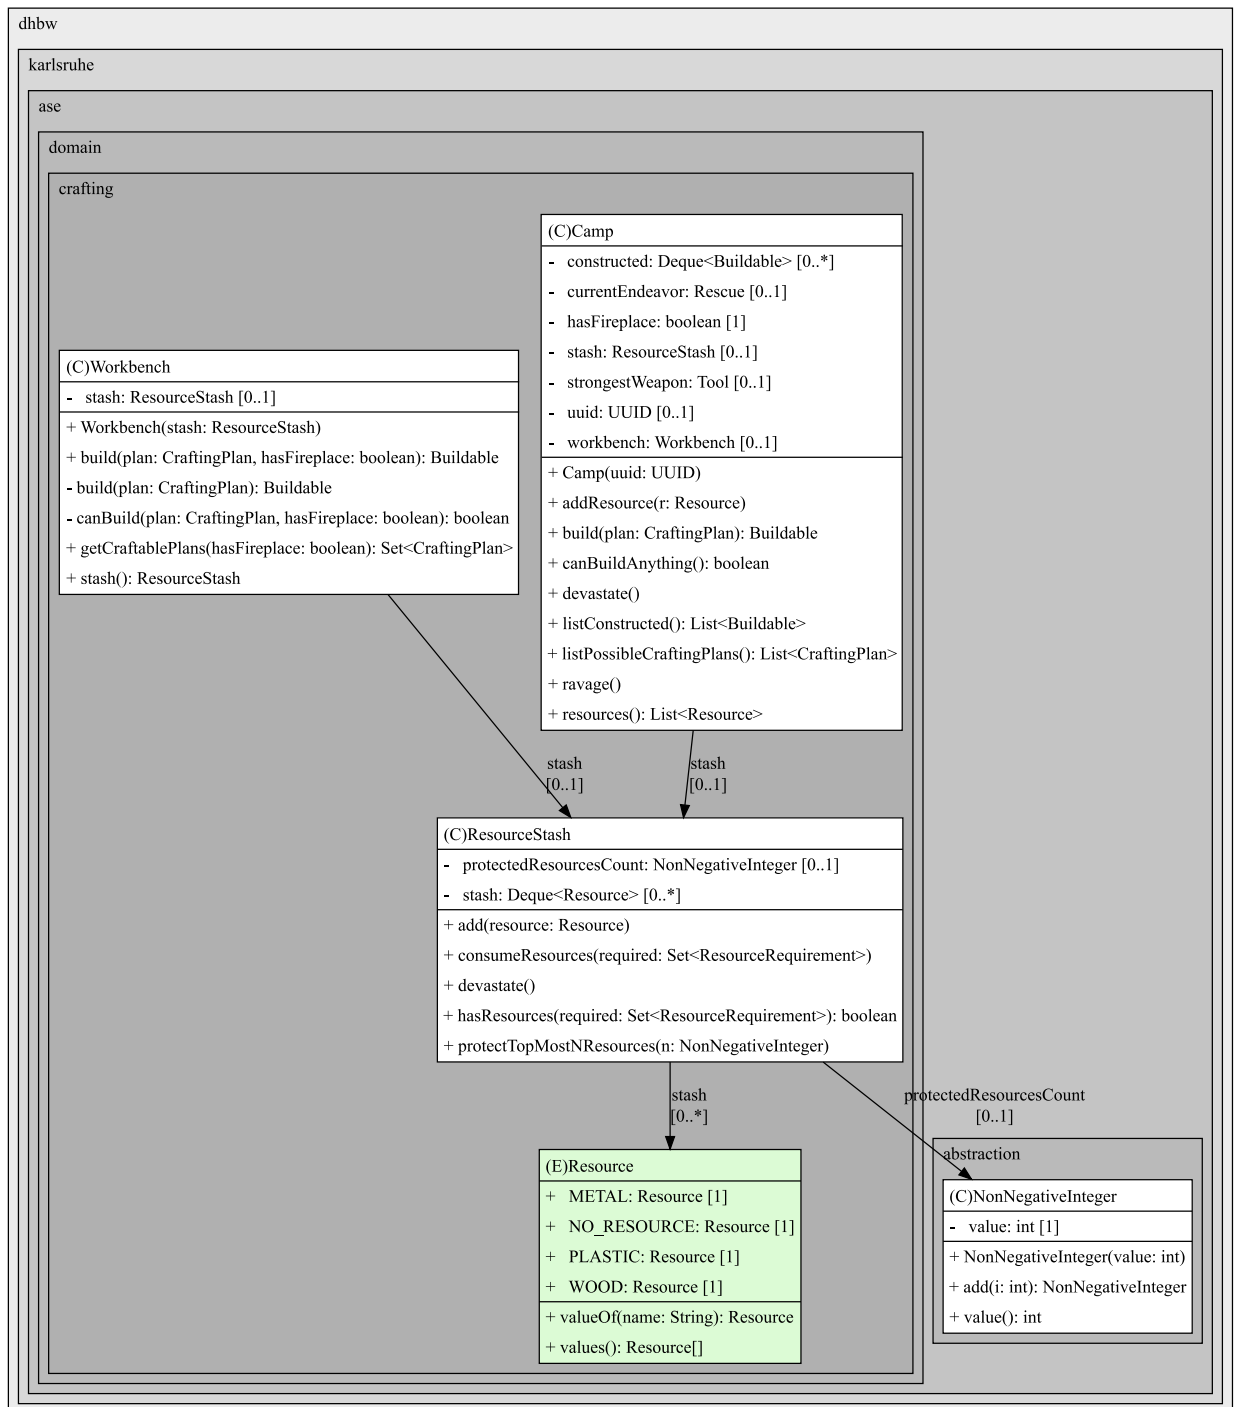 dhbw
karlsruhe
ase
domain
crafting
(C)Camp
- constructed: Deque<Buildable> [0..*]
- currentEndeavor: Rescue [0..1]
- hasFireplace: boolean [1]
- stash: ResourceStash [0..1]
- strongestWeapon: Tool [0..1]
- uuid: UUID [0..1]
- workbench: Workbench [0..1]
+ Camp(uuid: UUID)
+ addResource(r: Resource)
+ build(plan: CraftingPlan): Buildable
+ canBuildAnything(): boolean
+ devastate()
+ listConstructed(): List<Buildable>
+ listPossibleCraftingPlans(): List<CraftingPlan>
+ ravage()
+ resources(): List<Resource>
(C)Workbench
- stash: ResourceStash [0..1]
+ Workbench(stash: ResourceStash)
+ build(plan: CraftingPlan, hasFireplace: boolean): Buildable
- build(plan: CraftingPlan): Buildable
- canBuild(plan: CraftingPlan, hasFireplace: boolean): boolean
+ getCraftablePlans(hasFireplace: boolean): Set<CraftingPlan>
+ stash(): ResourceStash
stash
[0..1]
stash
[0..1]
(C)ResourceStash
- protectedResourcesCount: NonNegativeInteger [0..1]
- stash: Deque<Resource> [0..*]
+ add(resource: Resource)
+ consumeResources(required: Set<ResourceRequirement>)
+ devastate()
+ hasResources(required: Set<ResourceRequirement>): boolean
+ protectTopMostNResources(n: NonNegativeInteger)
stash
[0..*]
protectedResourcesCount
[0..1]
(E)Resource
+ METAL: Resource [1]
+ NO_RESOURCE: Resource [1]
+ PLASTIC: Resource [1]
+ WOOD: Resource [1]
+ valueOf(name: String): Resource
+ values(): Resource[]
abstraction
(C)NonNegativeInteger
- value: int [1]
+ NonNegativeInteger(value: int)
+ add(i: int): NonNegativeInteger
+ value(): int